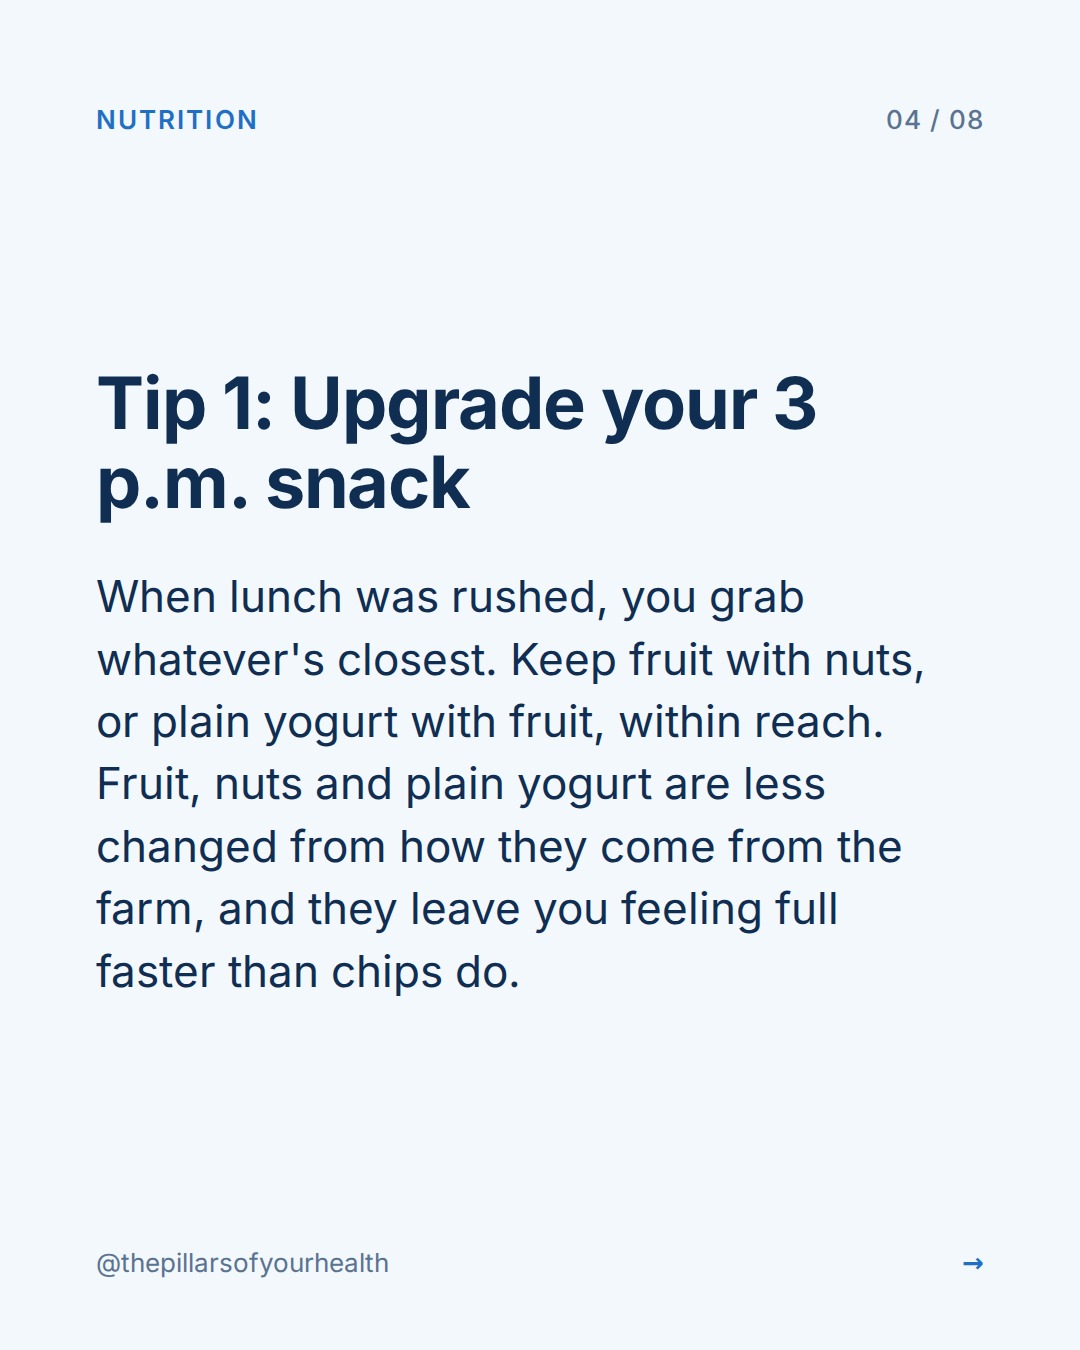 NUTRITION
04 / 08
Tip 1: Upgrade your 3
p.m. snack
When lunch was rushed, you grab
whatever's closest. Keep fruit with nuts,
or plain yogurt with fruit, within reach.
Fruit, nuts and plain yogurt are less
changed from how they come from the
farm, and they leave you feeling full
faster than chips do.
@thepillarsofyourhealth
→